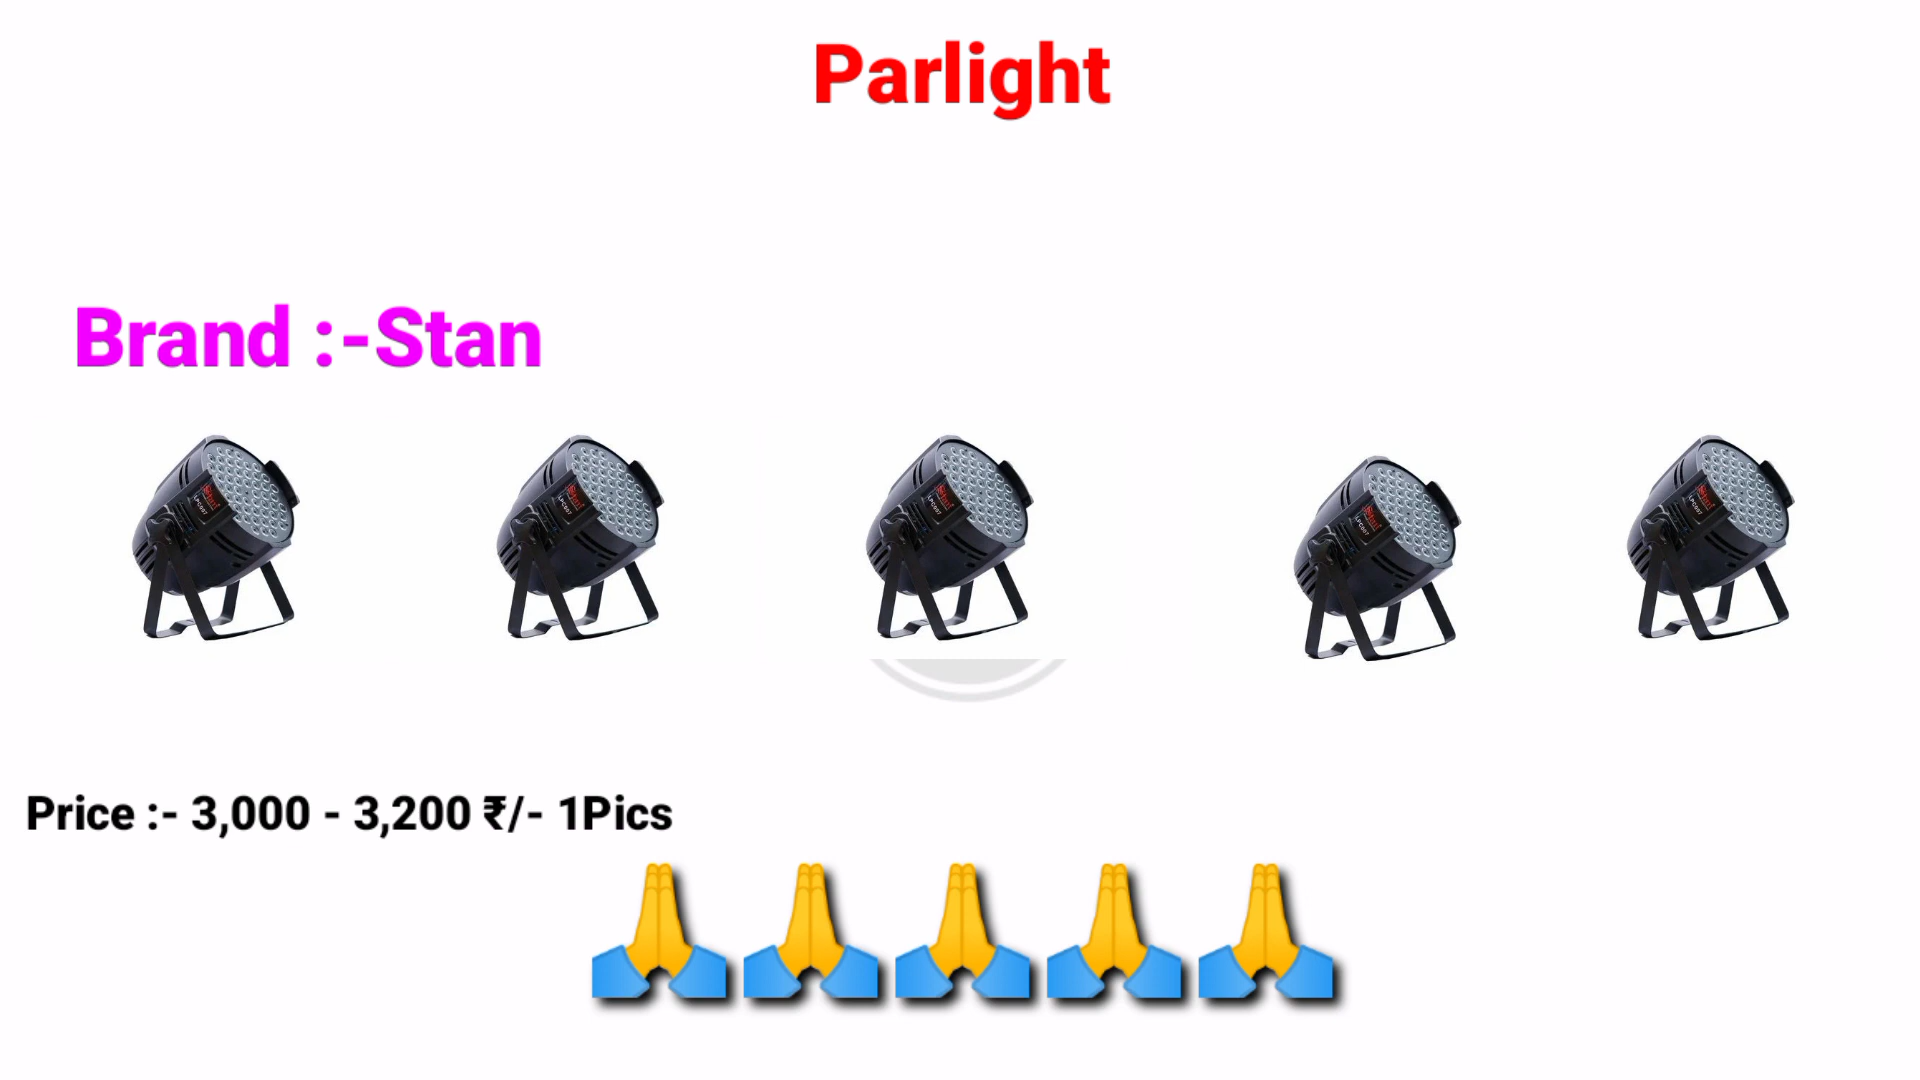 Parlight
Brand :-Stan
Price :- 3,000 - 3,200 ₹/- 1Pics